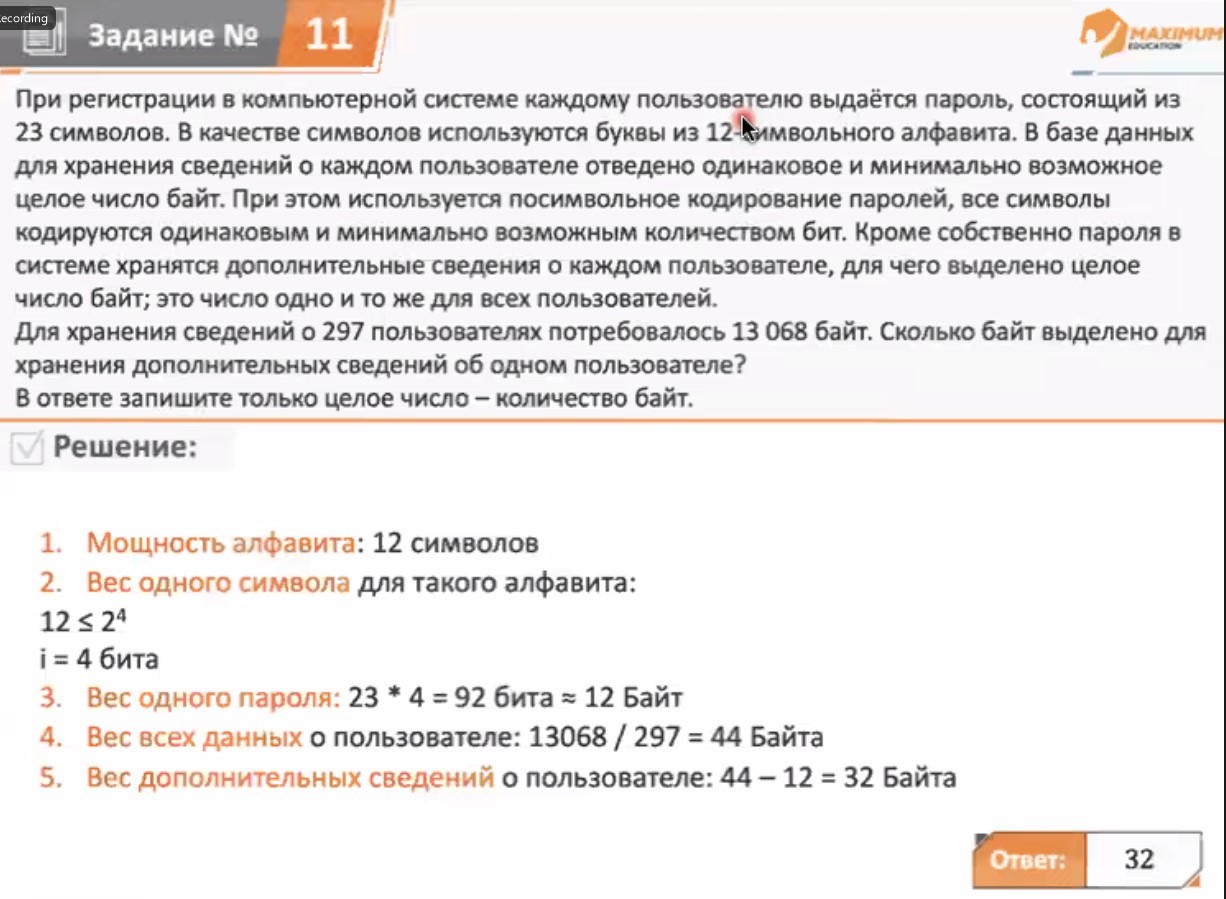 ecording
Задание № 11
MAXIMUM
EDUCATION
При регистрации в компьютерной системе каждому пользователю выдаётся пароль, состоящий из
23 символов. В качестве символов используются буквы из 12-символьного алфавита. В базе данных
для хранения сведений о каждом пользователе отведено одинаковое и минимально возможное
целое число байт. При этом используется посимвольное кодирование паролей, все символы
кодируются одинаковым и минимально возможным количеством бит. Кроме собственно пароля в
системе хранятся дополнительные сведения о каждом пользователе, для чего выделено целое
число байт; это число одно и то же для всех пользователей.
Для хранения сведений о 297 пользователях потребовалось 13 068 байт. Сколько байт выделено для
хранения дополнительных сведений об одном пользователе?
В ответе запишите только целое число – количество байт.
Решение:
1. Мощность алфавита: 12 символов
2. Вес одного символа для такого алфавита:
12 ≤ 2⁴
i = 4 бита
3. Вес одного пароля: 23 * 4 = 92 бита ≈ 12 Байт
4. Вес всех данных о пользователе: 13068 / 297 = 44 Байта
5. Вес дополнительных сведений о пользователе: 44 – 12 = 32 Байта
Ответ: 32